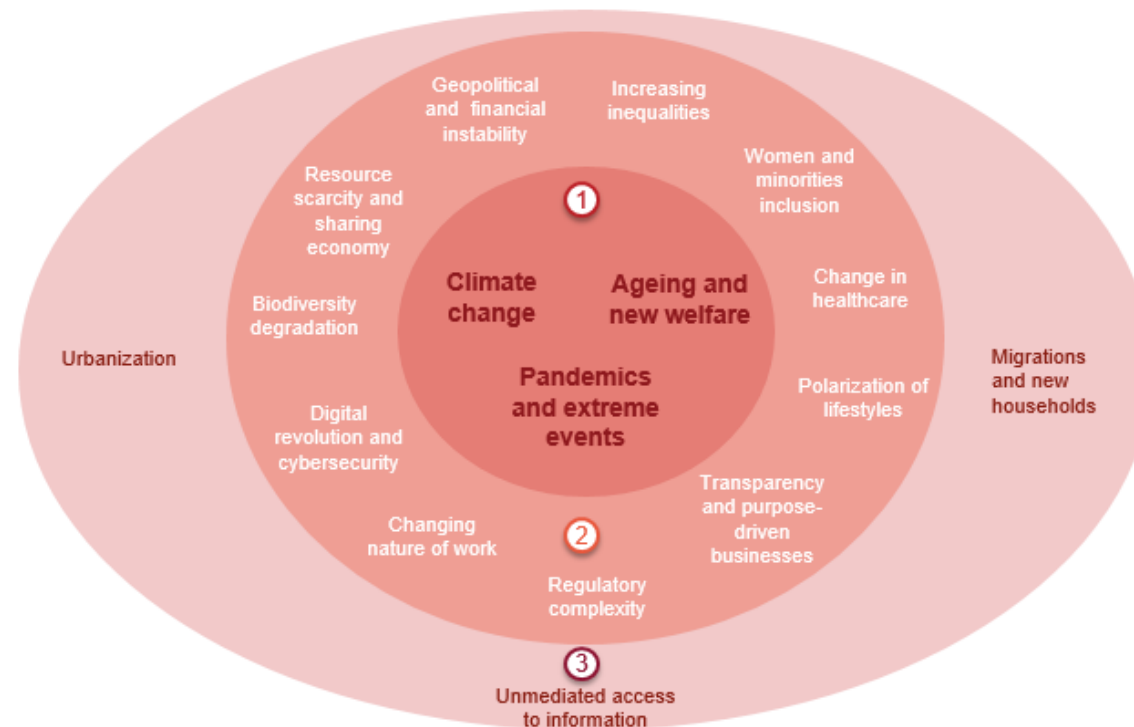 Geopolitical
and financial
instability
Increasing
inequalities
Women and
minorities
inclusion
Resource
scarcity and
sharing
economy
1
Climate
change
Ageing and
new welfare
Change in
healthcare
Biodiversity
degradation
Urbanization
Migrations
and new
households
Pandemics
and extreme
events
Polarization of
lifestyles
Digital
revolution and
cybersecurity
Transparency
and purpose-
driven
businesses
Changing
nature of work
2
Regulatory
complexity
3
Unmediated access
to information